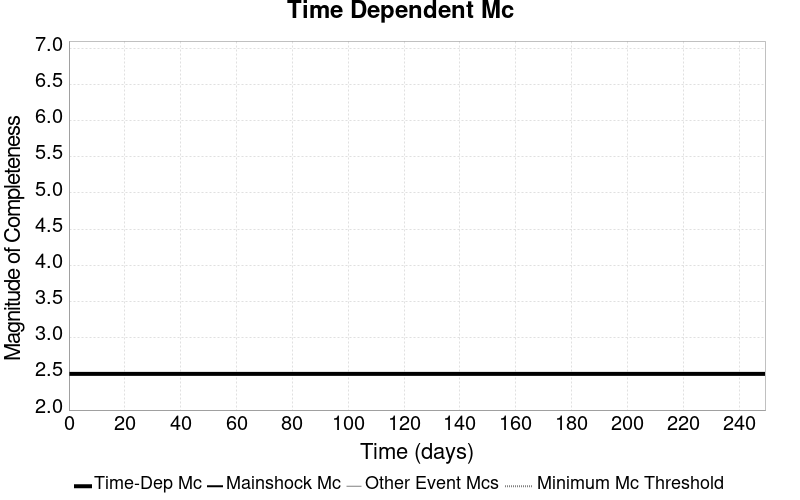 Time Dependent Mc
Magnitude of Completeness
7.0
6.5
6.0
5.5
5.0
4.5
4.0
3.5
3.0
2.5
2.0
0 20 40 60 80 100 120 140 160 180 200 220 240
Time (days)
Time-Dep Mc Mainshock Mc Other Event Mcs Minimum Mc Threshold